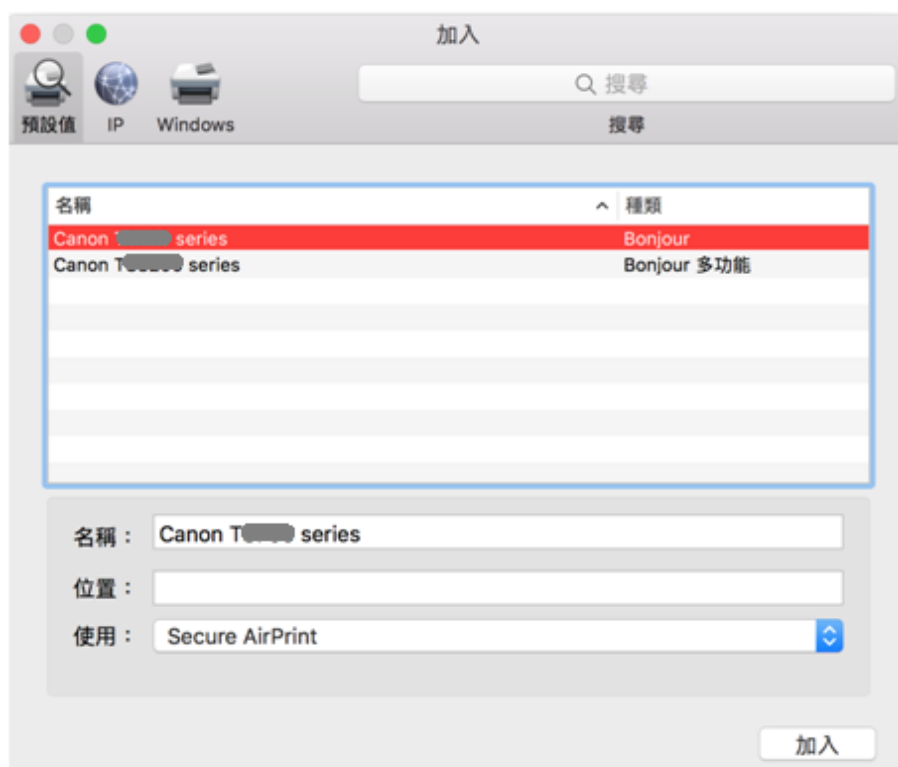 加入
搜尋
預設值 IP Windows 搜尋
名稱 種類
Canon series Bonjour
Canon series Bonjour 多功能
名稱： Canon series
位置：
使用： Secure AirPrint
加入